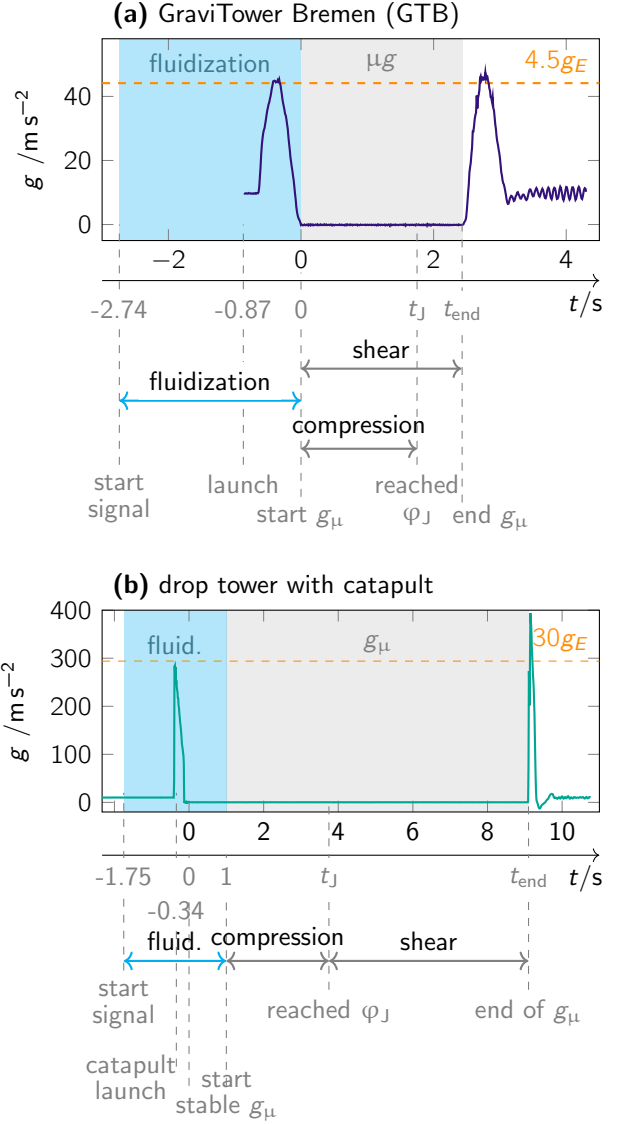 (a) GraviTower Bremen (GTB)
fluidization
μg
4.5gE
g /m s−2
40
20
0
−2
0
2
4
t/s
-2.74
-0.87
0
tJ
tend
shear
fluidization
compression
start
signal
launch
start gμ
reached
φJ
end gμ
(b) drop tower with catapult
400
fluid.
gμ
30gE
300
g /m s−2
200
100
0
0
2
4
6
8
10
t/s
-1.75
0
1
tJ
tend
-0.34
fluid.
compression
shear
start
signal
reached φJ
end of gμ
catapult
launch
start
stable gμ